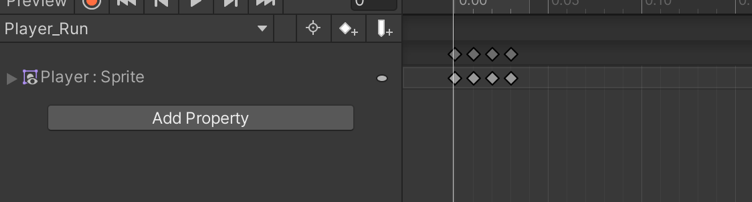 Preview
0
0:00
0:05
0:10
Player_Run
Player : Sprite
Add Property